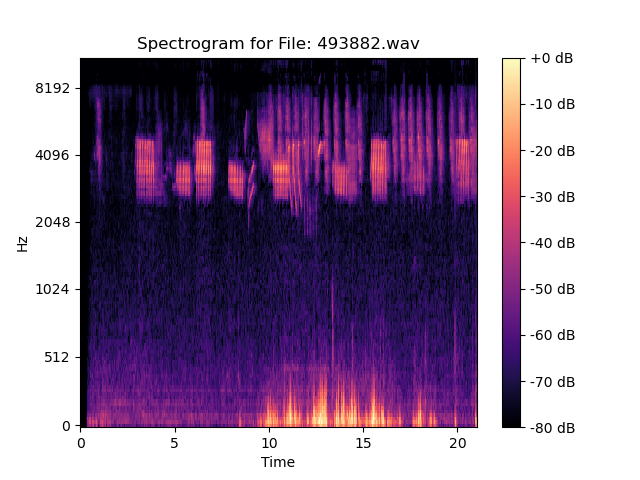 Spectrogram for File: 493882.wav
8192
4096
2048
1024
512
0
Hz
0 5 10 15 20
Time
+0 dB
-10 dB
-20 dB
-30 dB
-40 dB
-50 dB
-60 dB
-70 dB
-80 dB